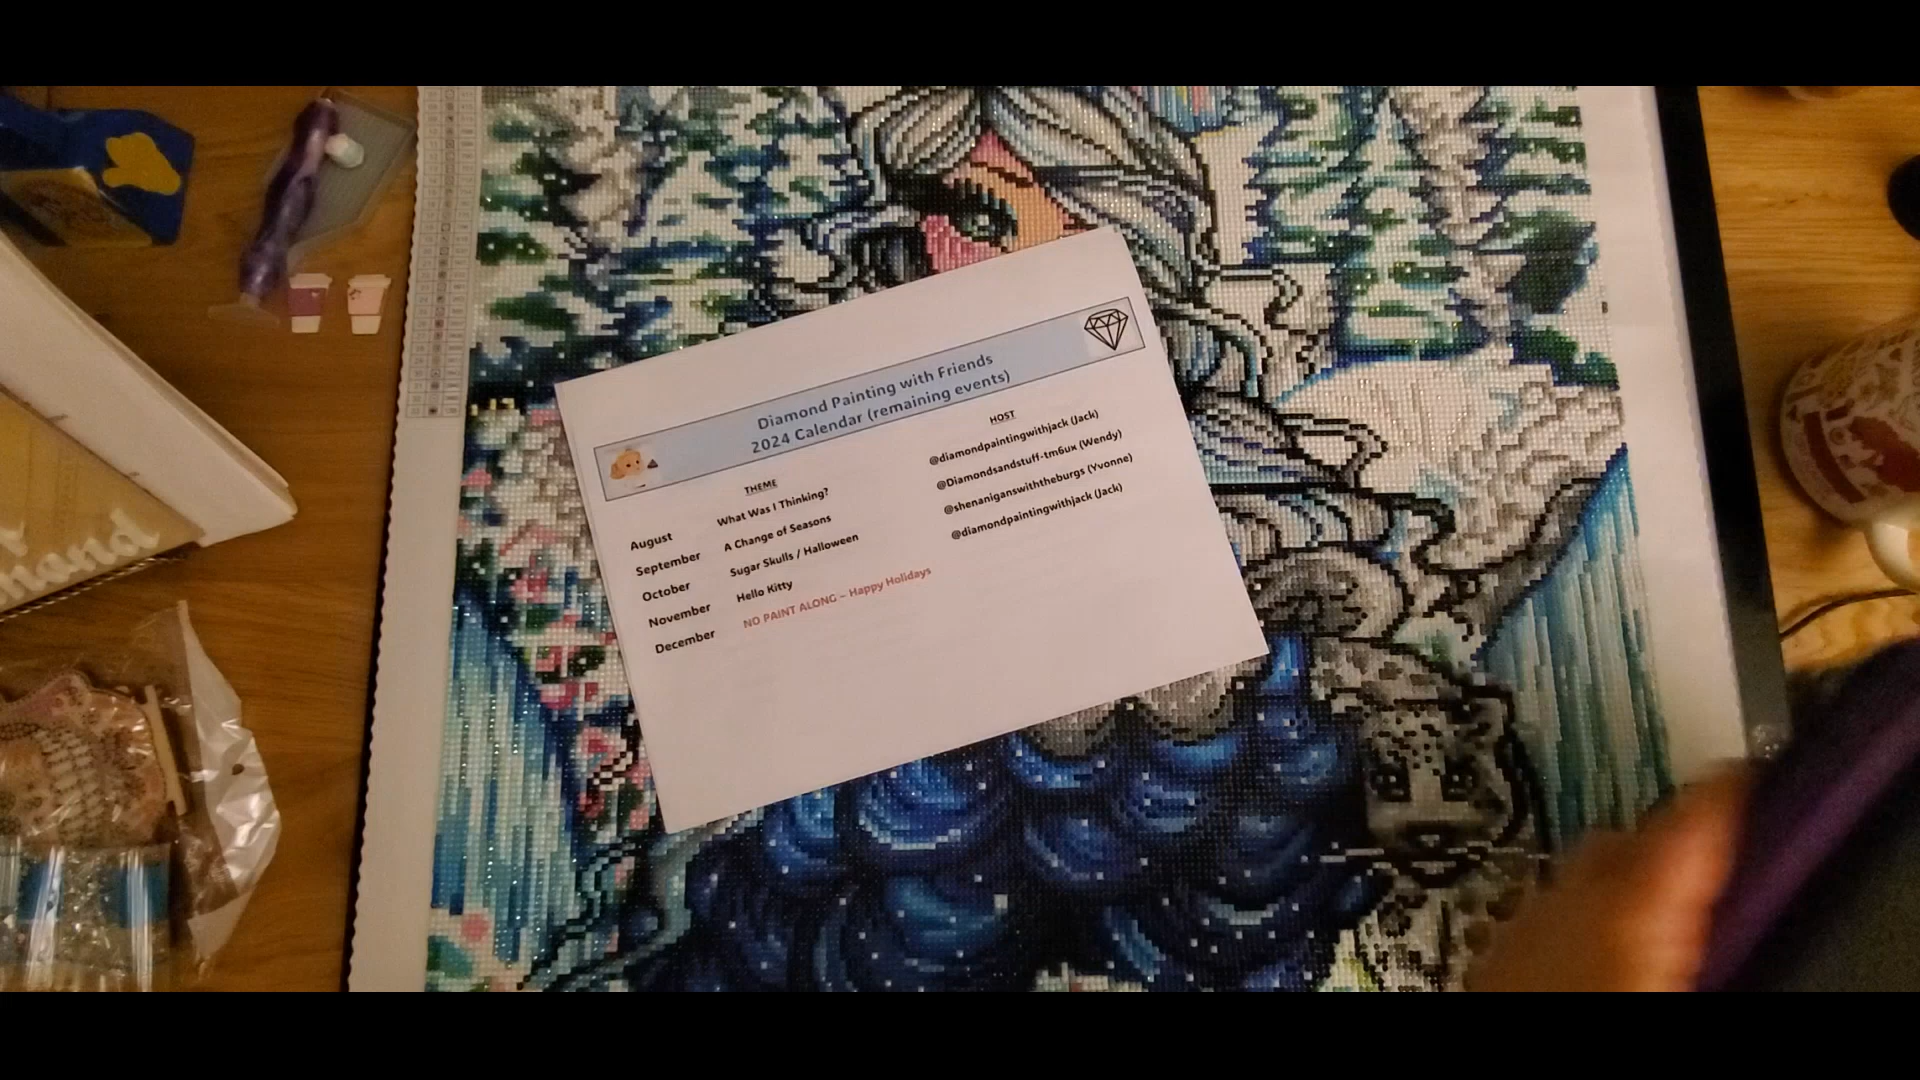 Diamond Painting with Friends
2024 Calendar (remaining events)
THEME HOST
August What Was I Thinking? @diamondpaintingwithjack (Jack)
September A Change of Seasons @Diamondsandstuff-tm6ux (Wendy)
October Sugar Skulls / Halloween @shenaniganswiththeburgs (Yvonne)
November Hello Kitty @diamondpaintingwithjack (Jack)
December NO PAINT ALONG – Happy Holidays